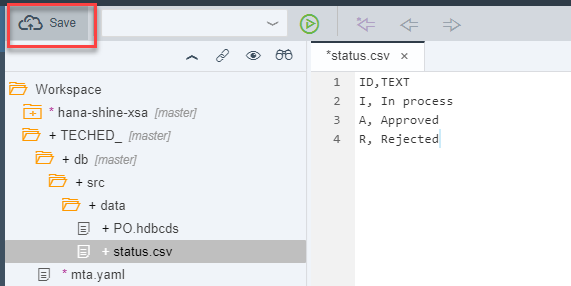 Save
*status.csv ×
Workspace
* hana-shine-xsa [master]
+ TECHED_ [master]
+ db [master]
+ src
+ data
+ PO.hdbcds
+ status.csv
* mta.yaml
1 ID,TEXT
2 I, In process
3 A, Approved
4 R, Rejected